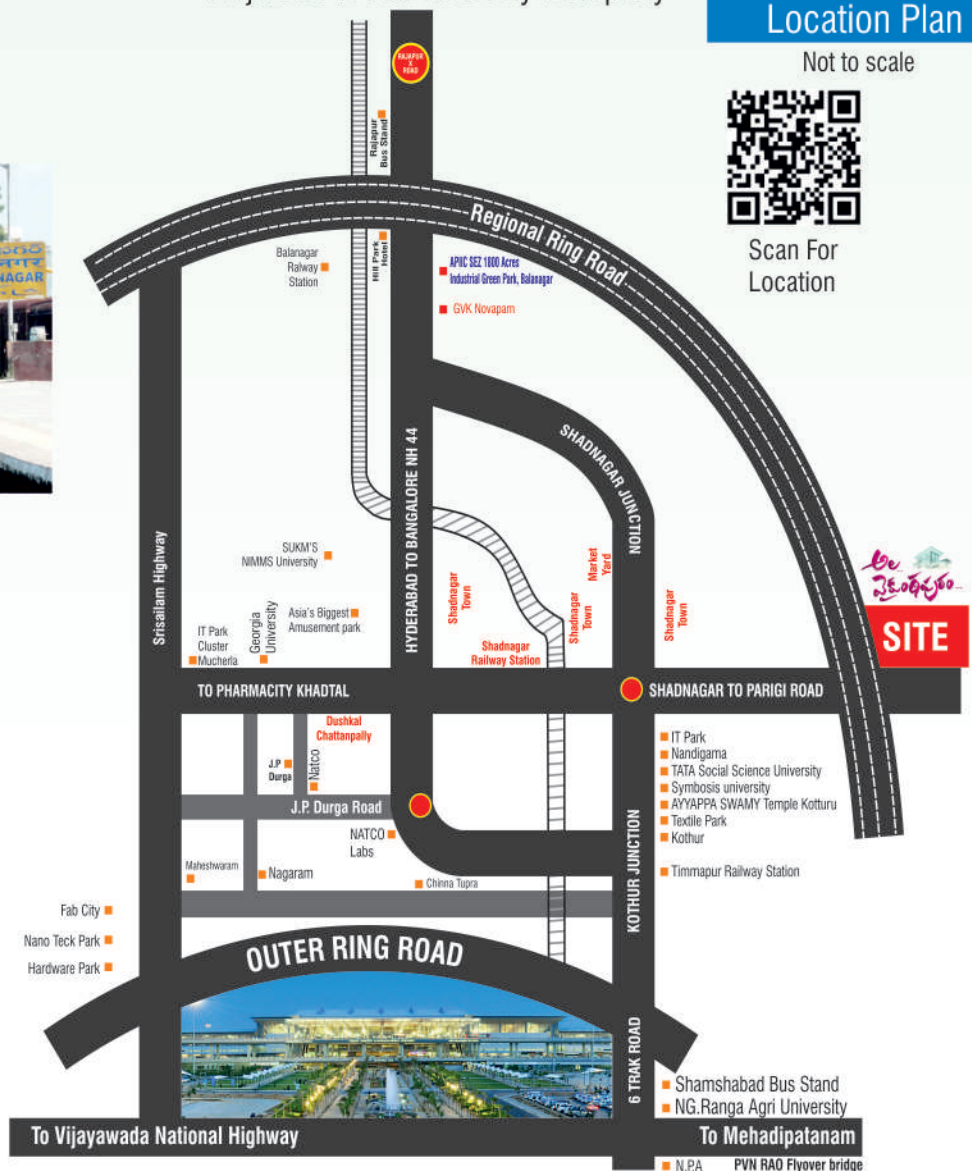 Location Plan
Not to scale
Scan For
Location
RAJAPUR
X
ROAD
Rajapur
Bus Stand
Regional Ring Road
Hill Park
Hotel
Balanagar
Ralway
Station
APIIC SEZ 1800 Acres
Industrial Green Park, Balanagar
GVK Novapam
नगर
NAGAR
SHADNAGAR JUNCTION
HYDERABAD TO BANGALORE NH 44
Srisailam Highway
SUKM'S
NIMMS University
Asia's Biggest
Amusement park
Georgia
University
IT Park
Cluster
Mucherla
Shadnagar
Town
Market
Yard
Shadnagar
Town
Shadnagar
Town
Shadnagar
Railway Station
అల
వైకుంఠపురం
SITE
TO PHARMACITY KHADTAL
SHADNAGAR TO PARIGI ROAD
Dushkal
Chattanpally
J.P
Durga
Natco
J.P. Durga Road
NATCO
Labs
Maheshwaram
Nagaram
Chinna Tupra
IT Park
Nandigama
TATA Social Science University
Symbosis university
AYYAPPA SWAMY Temple Kotturu
Textile Park
Kothur
Timmapur Railway Station
KOTHUR JUNCTION
Fab City
Nano Teck Park
Hardware Park
OUTER RING ROAD
6 TRAK ROAD
Shamshabad Bus Stand
NG.Ranga Agri University
To Vijayawada National Highway
To Mehadipatanam
N.P.A
PVN RAO Flyover bridge